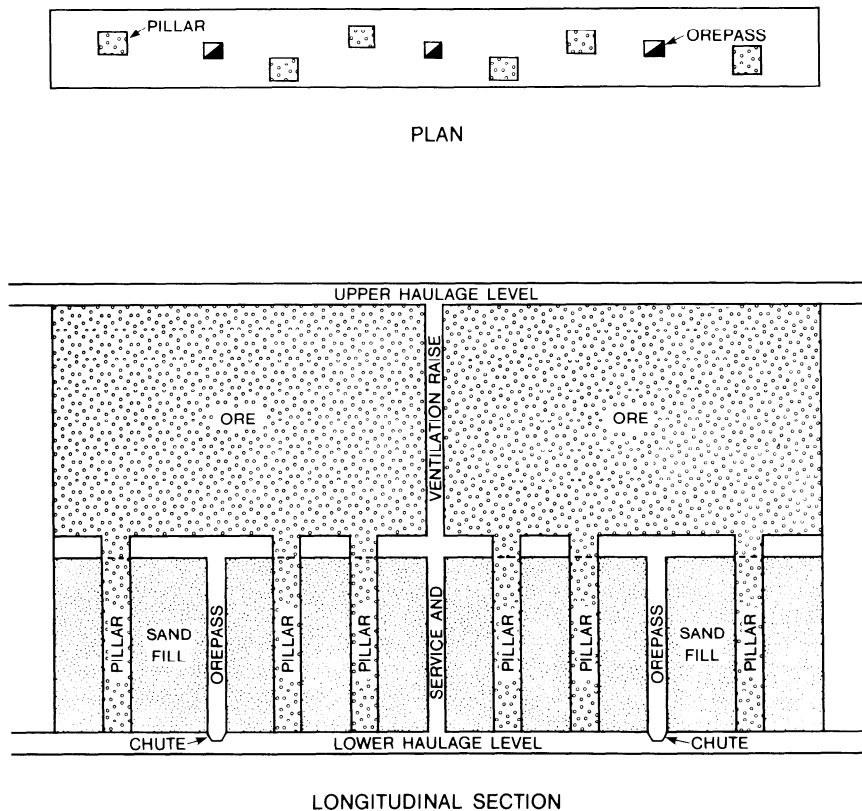 PILLAR
OREPASS
PLAN
UPPER HAULAGE LEVEL
ORE
SERVICE AND VENTILATION RAISE
ORE
PILLAR
SAND
FILL
OREPASS
PILLAR
PILLAR
PILLAR
PILLAR
OREPASS
SAND
FILL
PILLAR
CHUTE
LOWER HAULAGE LEVEL
CHUTE
LONGITUDINAL SECTION